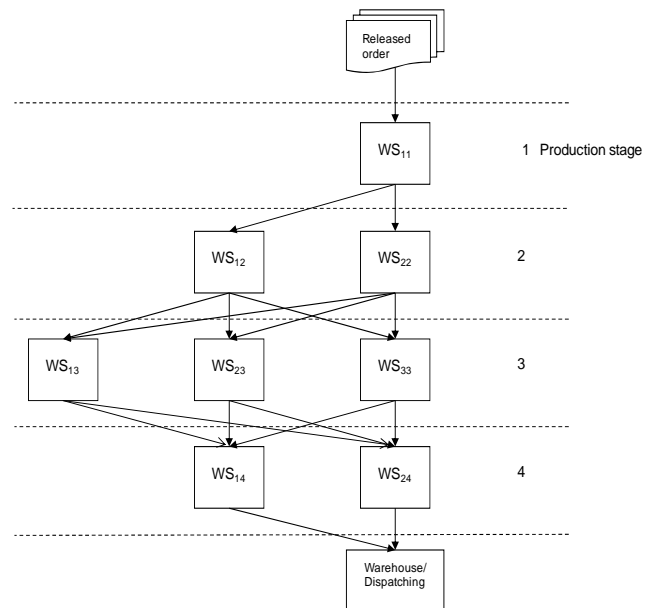 Released
order
WS₁₁
1 Production stage
WS₁₂ WS₂₂ 2
WS₁₃ WS₂₃ WS₃₃ 3
WS₁₄ WS₂₄ 4
Warehouse/
Dispatching